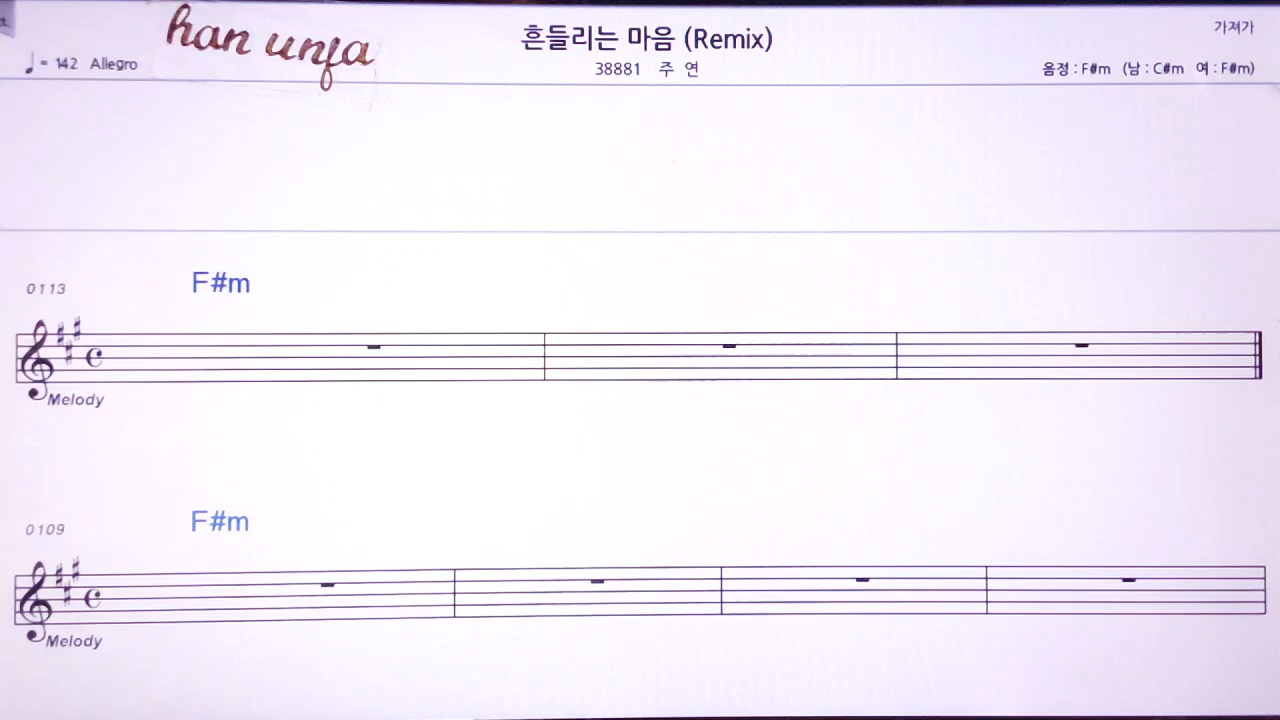 han unfa
흔들리는 마음 (Remix)
가져가
♩ = 142 Allegro
38881 주 연
음정 : F#m (남 : C#m 여 : F#m)
0113
F#m
Melody
0109
F#m
Melody